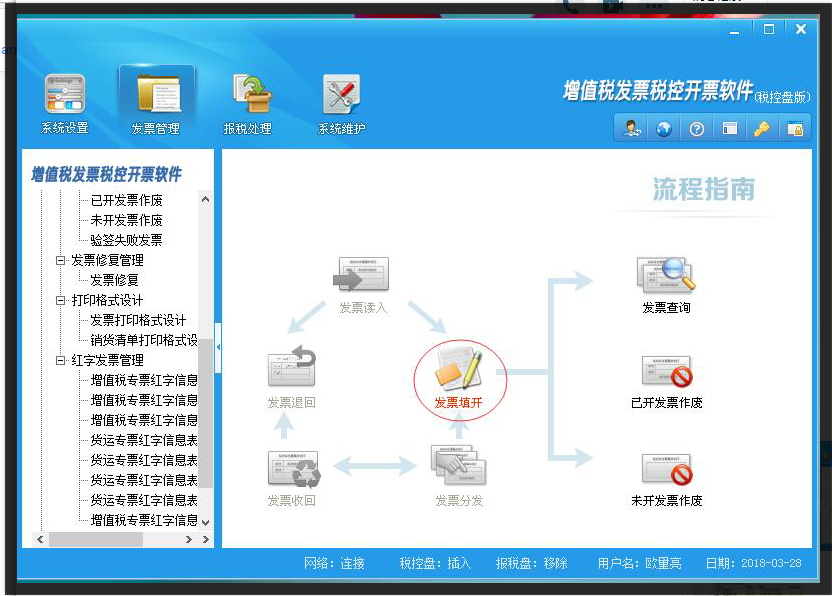 系统设置
发票管理
报税处理
系统维护
增值税发票税控开票软件(税控盘版)
增值税发票税控开票软件
已开发票作废
未开发票作废
验签失败发票
发票修复管理
发票修复
打印格式设计
发票打印格式设计
销货清单打印格式设
红字发票管理
增值税专票红字信息
增值税专票红字信息
增值税专票红字信息
货运专票红字信息表
货运专票红字信息表
货运专票红字信息表
货运专票红字信息表
增值税专票红字信息
流程指南
发票读入
发票查询
发票退回
发票填开
已开发票作废
发票收回
发票分发
未开发票作废
网络：连接
税控盘：插入
报税盘：移除
用户名：欧里亮
日期：2018-03-28